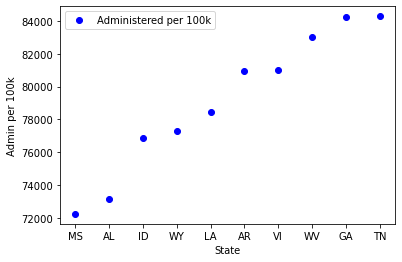 Administered per 100k
Admin per 100k
84000
82000
80000
78000
76000
74000
72000
MS AL ID WY LA AR VI WV GA TN
State